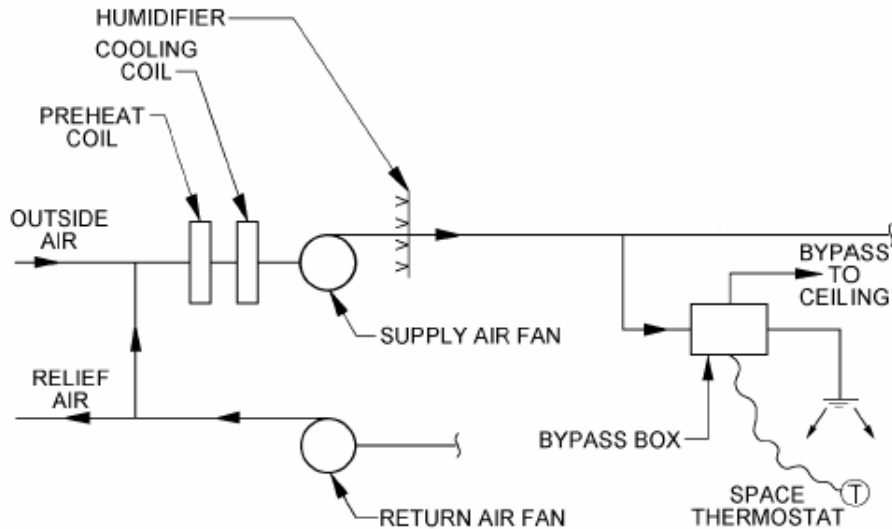 HUMIDIFIER
COOLING
COIL
PREHEAT
COIL
OUTSIDE
AIR
BYPASS
TO
CEILING
SUPPLY AIR FAN
RELIEF
AIR
BYPASS BOX
SPACE
THERMOSTAT
T
RETURN AIR FAN